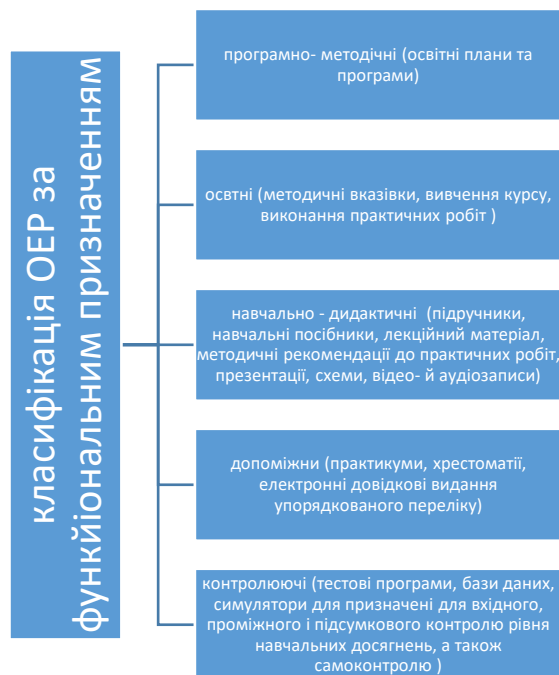 класифікація ОЕР за
функйіональним призначенням
програмно- методічні (освітні плани та
програми)
освтні (методичні вказівки, вивчення курсу,
виконання практичних робіт )
навчально - дидактичні (підручники,
навчальні посібники, лекційний матеріал,
методичні рекомендації до практичних робіт,
презентації, схеми, відео- й аудіозаписи)
допоміжни (практикуми, хрестоматії,
електронні довідкові видання
упорядкованого переліку)
контролюючі (тестові програми, бази даних,
симулятори для призначені для вхідного,
проміжного і підсумкового контролю рівня
навчальних досягнень, а також
самоконтролю )